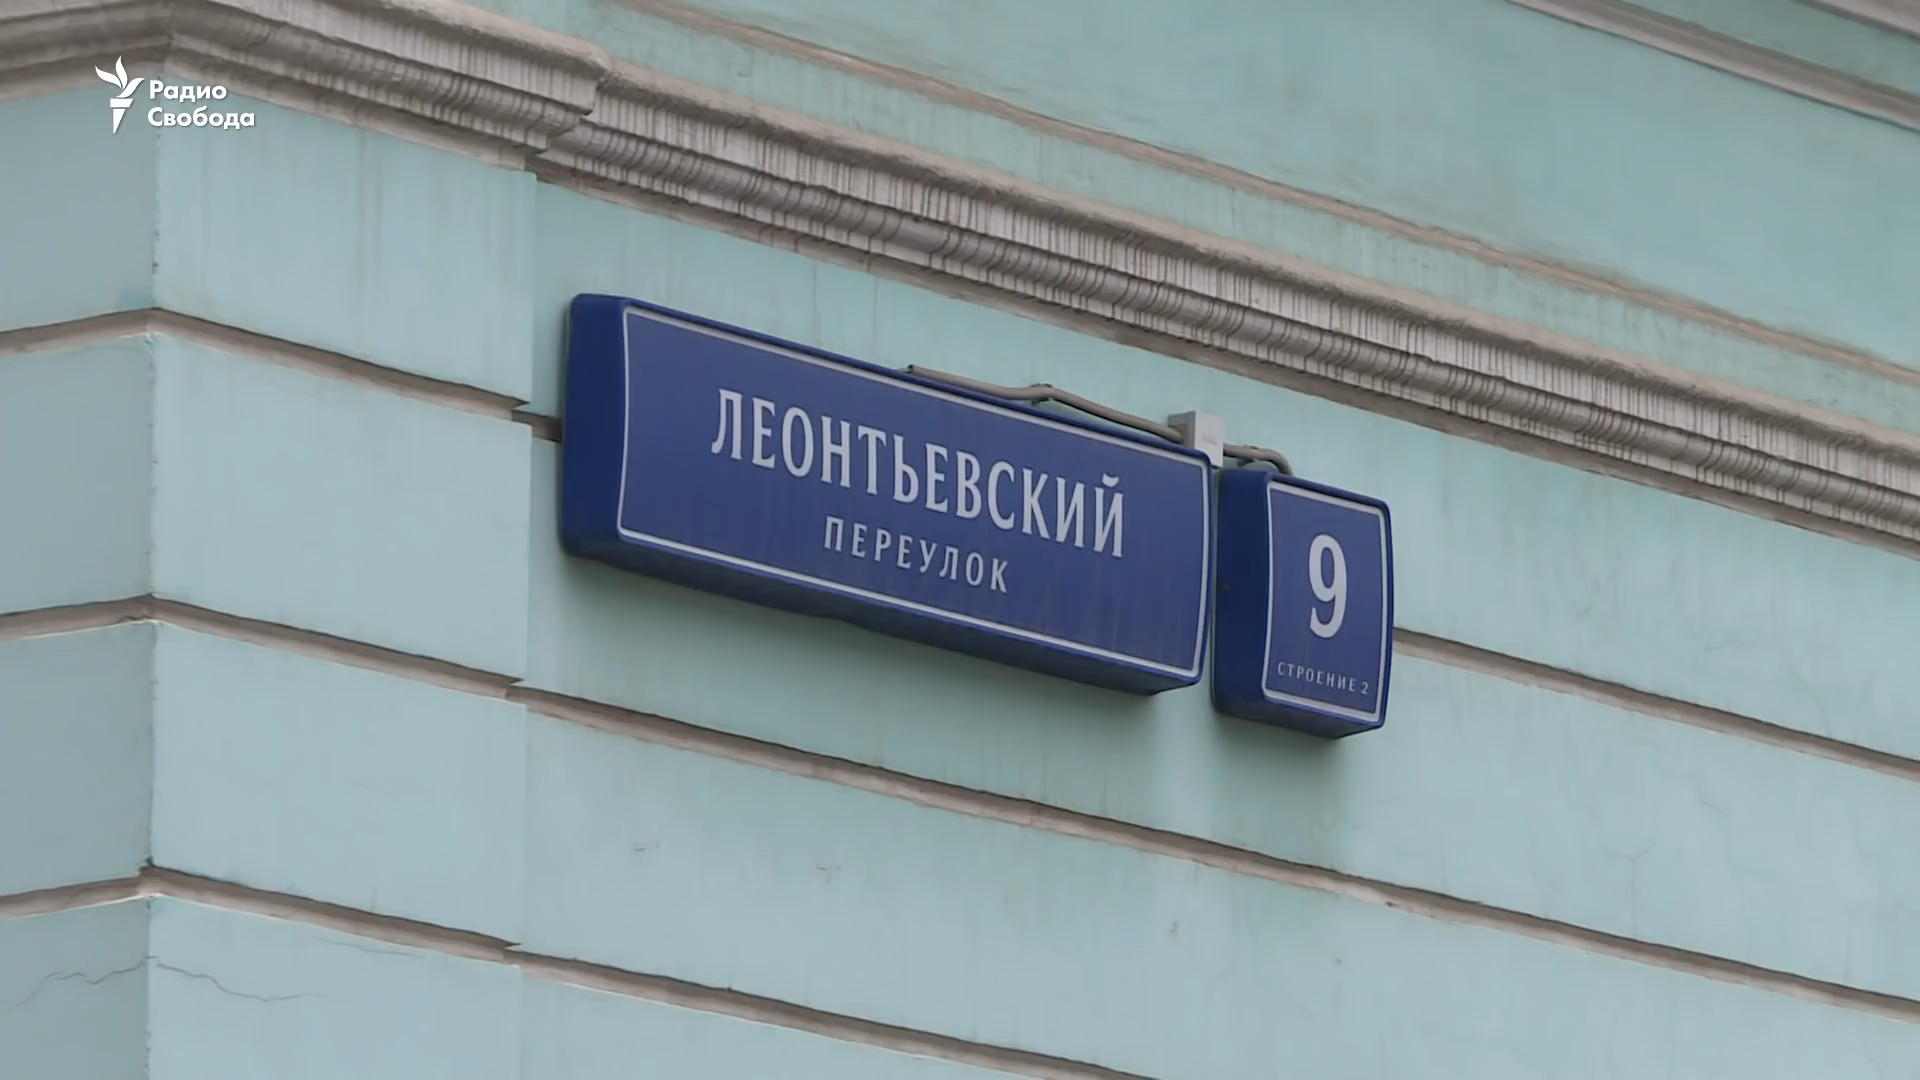 Радио
Свобода
ЛЕОНТЬЕВСКИЙ
ПЕРЕУЛОК
9
СТРОЕНИЕ 2